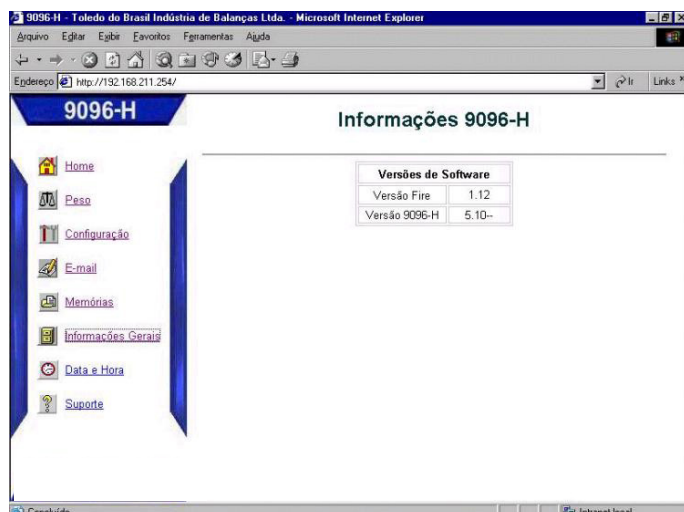 9096-H - Toledo do Brasil Indústria de Balanças Ltda. - Microsoft Internet Explorer
Arquivo Editar Exibir Favoritos Ferramentas Ajuda
Endereço http://192.168.211.254/ Ir Links
9096-H
Informações 9096-H
Home
Peso
Configuração
E-mail
Memórias
Informações Gerais
Data e Hora
Suporte
Versões de Software
Versão Fire 1.12
Versão 9096-H 5.10--
Concluído Intranet local